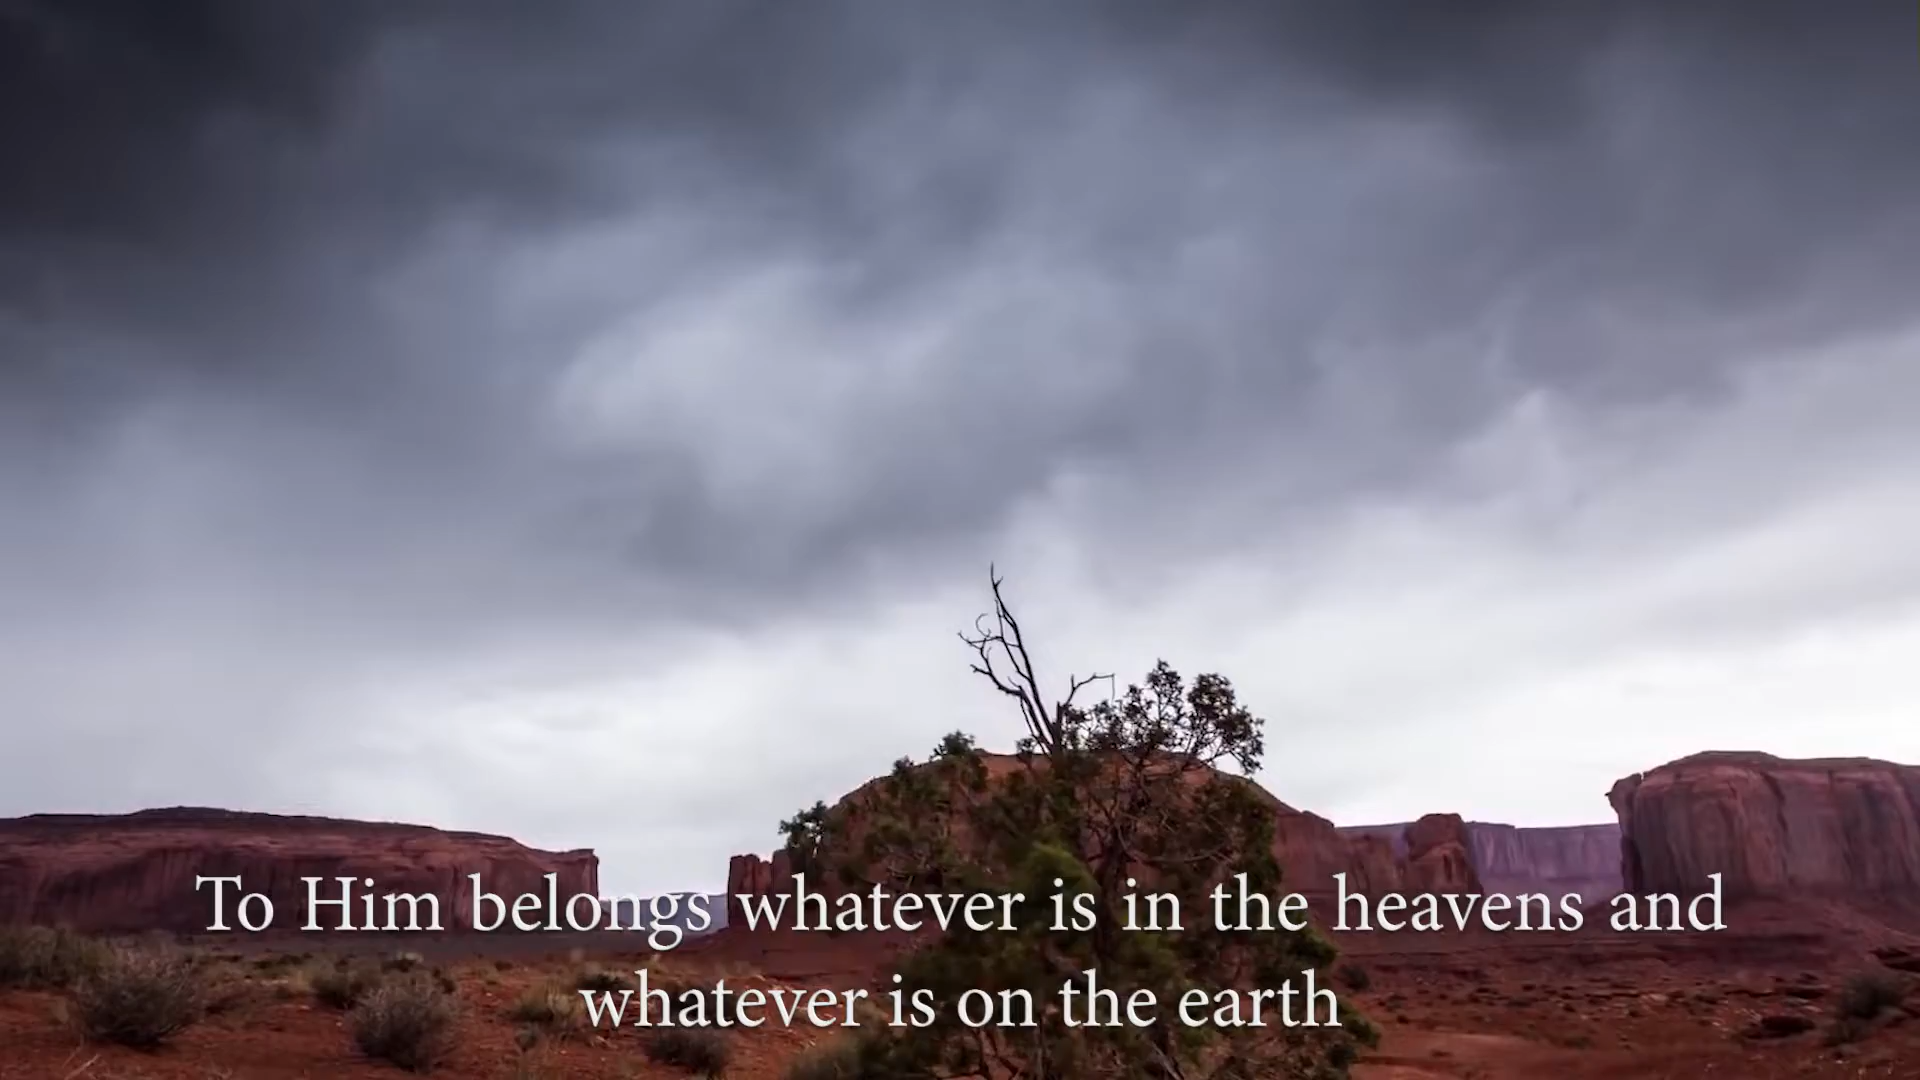 To Him belongs whatever is in the heavens and
whatever is on the earth